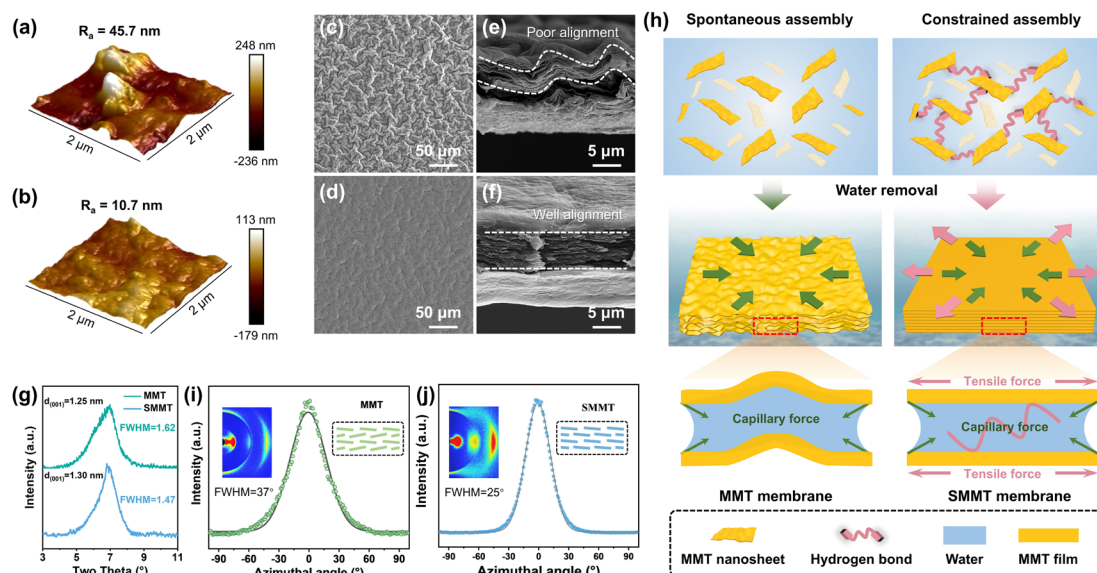 (a)
Ra = 45.7 nm
248 nm
-236 nm
2 μm
2 μm
(b)
Ra = 10.7 nm
113 nm
-179 nm
2 μm
2 μm
(c)
50 μm
(d)
50 μm
(e)
Poor alignment
5 μm
(f)
Well alignment
5 μm
(g)
d(001)=1.25 nm
MMT
SMMT
FWHM=1.62
d(001)=1.30 nm
FWHM=1.47
Intensity (a.u.)
3 5 7 9 11
Two Theta (°)
(i)
MMT
FWHM=37°
Intensity (a.u.)
-90 -60 -30 0 30 60 90
Azimuthal angle (°)
(j)
SMMT
FWHM=25°
Intensity (a.u.)
-90 -60 -30 0 30 60 90
Azimuthal angle (°)
(h)
Spontaneous assembly
Constrained assembly
Water removal
Capillary force
Tensile force
Capillary force
Tensile force
MMT membrane
SMMT membrane
MMT nanosheet
Hydrogen bond
Water
MMT film